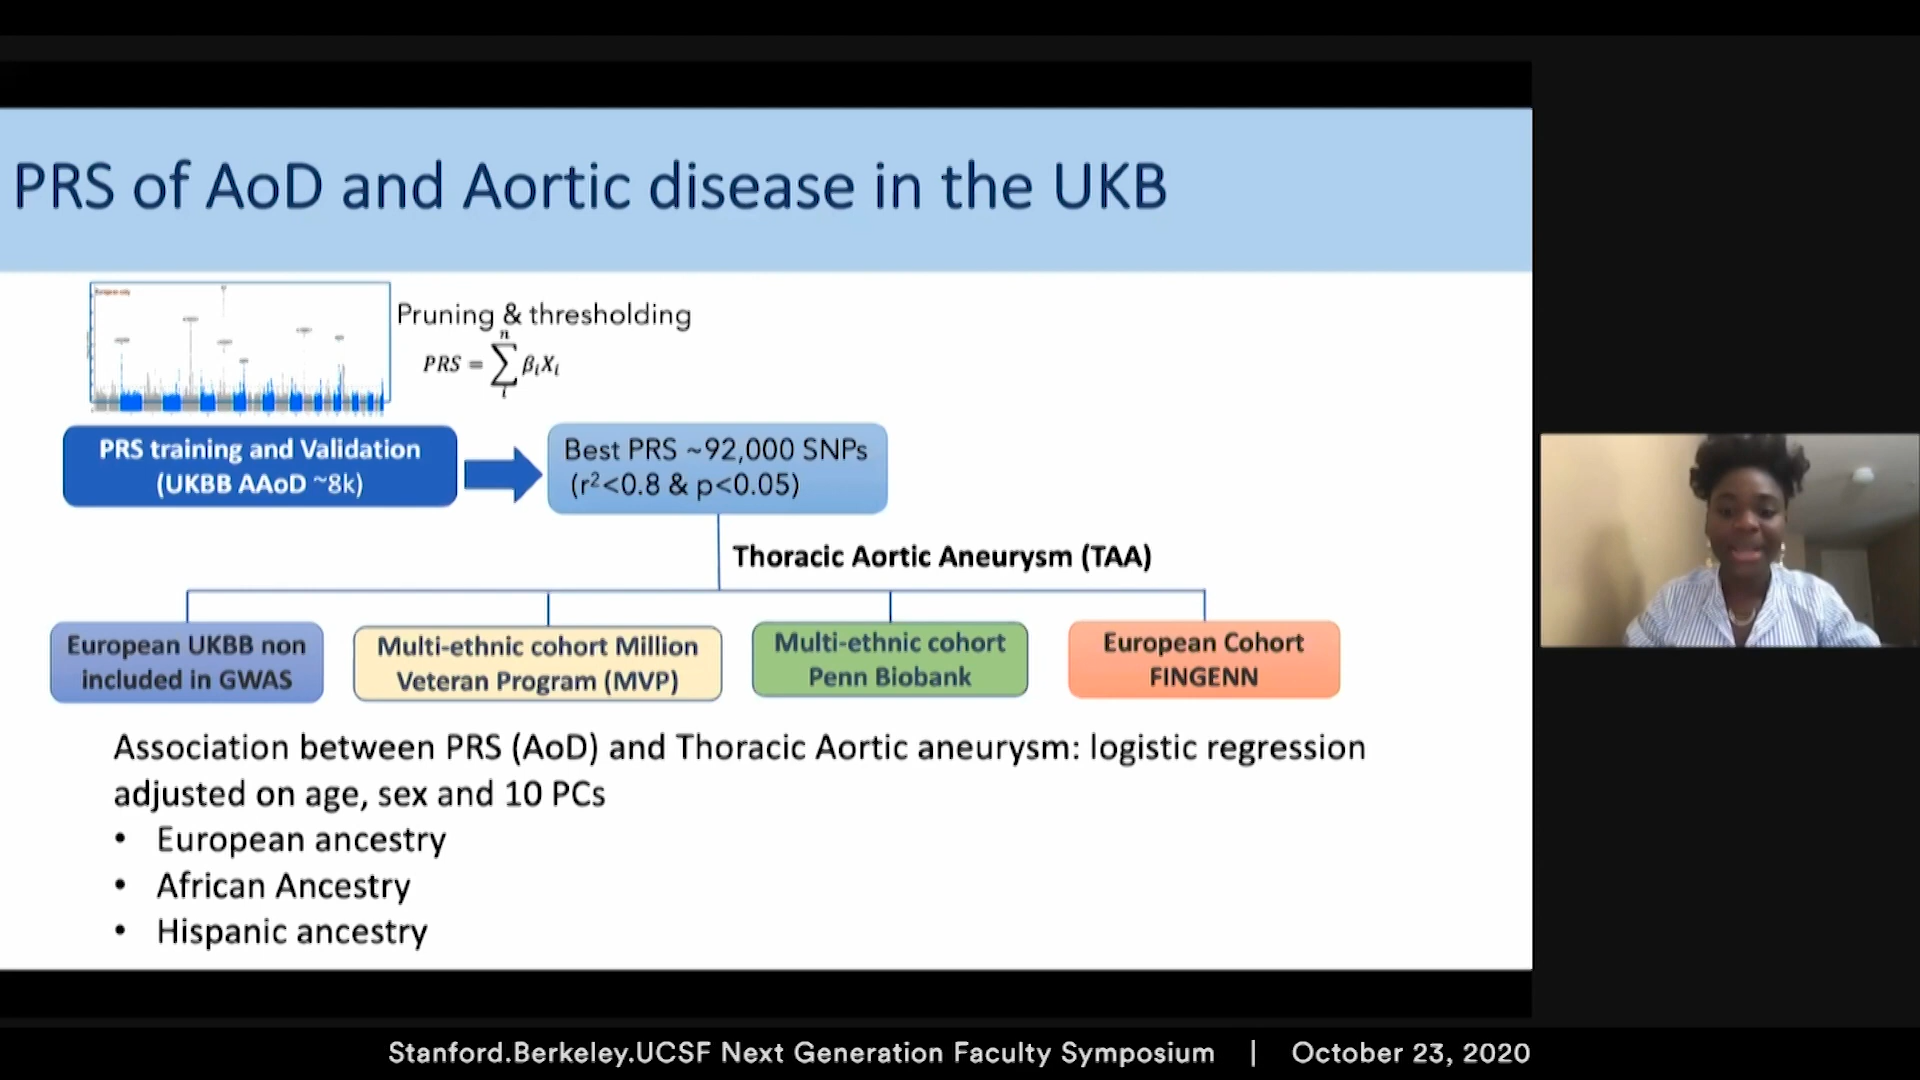 PRS of AoD and Aortic disease in the UKB
Pruning & thresholding
n
PRS = ∑ βᵢXᵢ
i
PRS training and Validation
(UKBB AAoD ~8k)
Best PRS ~92,000 SNPs
(r²<0.8 & p<0.05)
Thoracic Aortic Aneurysm (TAA)
European UKBB non
included in GWAS
Multi-ethnic cohort Million
Veteran Program (MVP)
Multi-ethnic cohort
Penn Biobank
European Cohort
FINGENN
Association between PRS (AoD) and Thoracic Aortic aneurysm: logistic regression
adjusted on age, sex and 10 PCs
• European ancestry
• African Ancestry
• Hispanic ancestry
Stanford.Berkeley.UCSF Next Generation Faculty Symposium | October 23, 2020